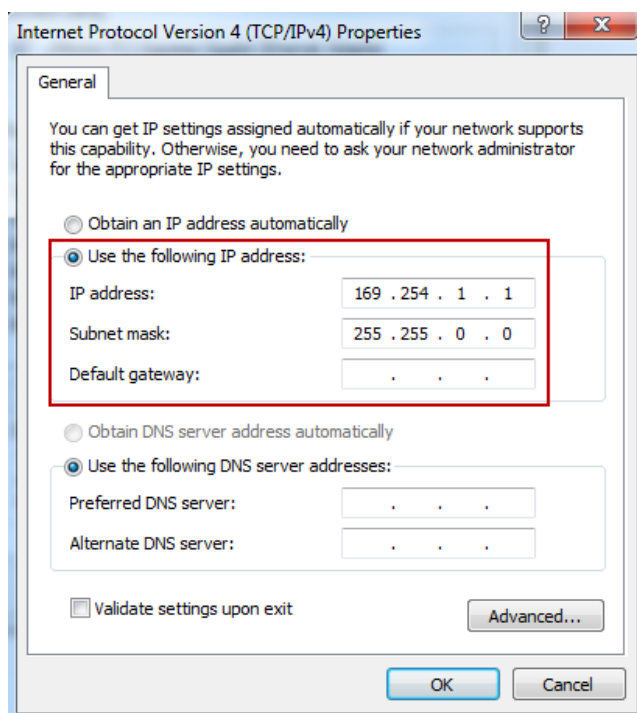 Internet Protocol Version 4 (TCP/IPv4) Properties
General
You can get IP settings assigned automatically if your network supports
this capability. Otherwise, you need to ask your network administrator
for the appropriate IP settings.
Obtain an IP address automatically
Use the following IP address:
IP address: 169 . 254 . 1 . 1
Subnet mask: 255 . 255 . 0 . 0
Default gateway: . . .
Obtain DNS server address automatically
Use the following DNS server addresses:
Preferred DNS server: . . .
Alternate DNS server: . . .
Validate settings upon exit
Advanced...
OK Cancel